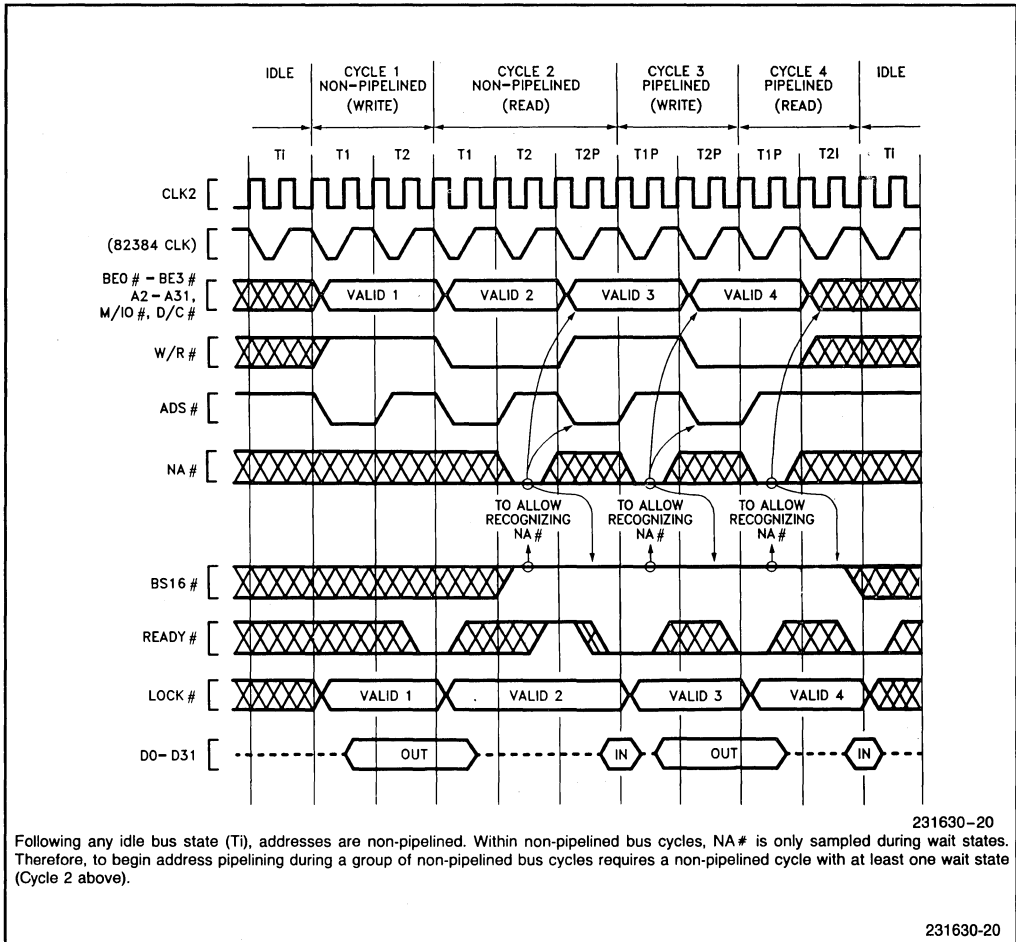 IDLE CYCLE 1 CYCLE 2 CYCLE 3 CYCLE 4 IDLE
NON-PIPELINED NON-PIPELINED PIPELINED PIPELINED
(WRITE) (READ) (WRITE) (READ)
Ti T1 T2 T1 T2 T2P T1P T2P T1P T2I Ti
CLK2
(82384 CLK)
BE0 # - BE3 #
A2 - A31,
M/IO #, D/C #
VALID 1 VALID 2 VALID 3 VALID 4
W/R #
ADS #
NA #
TO ALLOW TO ALLOW TO ALLOW
RECOGNIZING RECOGNIZING RECOGNIZING
NA # NA # NA #
BS16 #
READY #
LOCK # VALID 1 VALID 2 VALID 3 VALID 4
D0 - D31 OUT IN OUT IN
231630-20
Following any idle bus state (Ti), addresses are non-pipelined. Within non-pipelined bus cycles, NA# is only sampled during wait states.
Therefore, to begin address pipelining during a group of non-pipelined bus cycles requires a non-pipelined cycle with at least one wait state
(Cycle 2 above).
231630-20